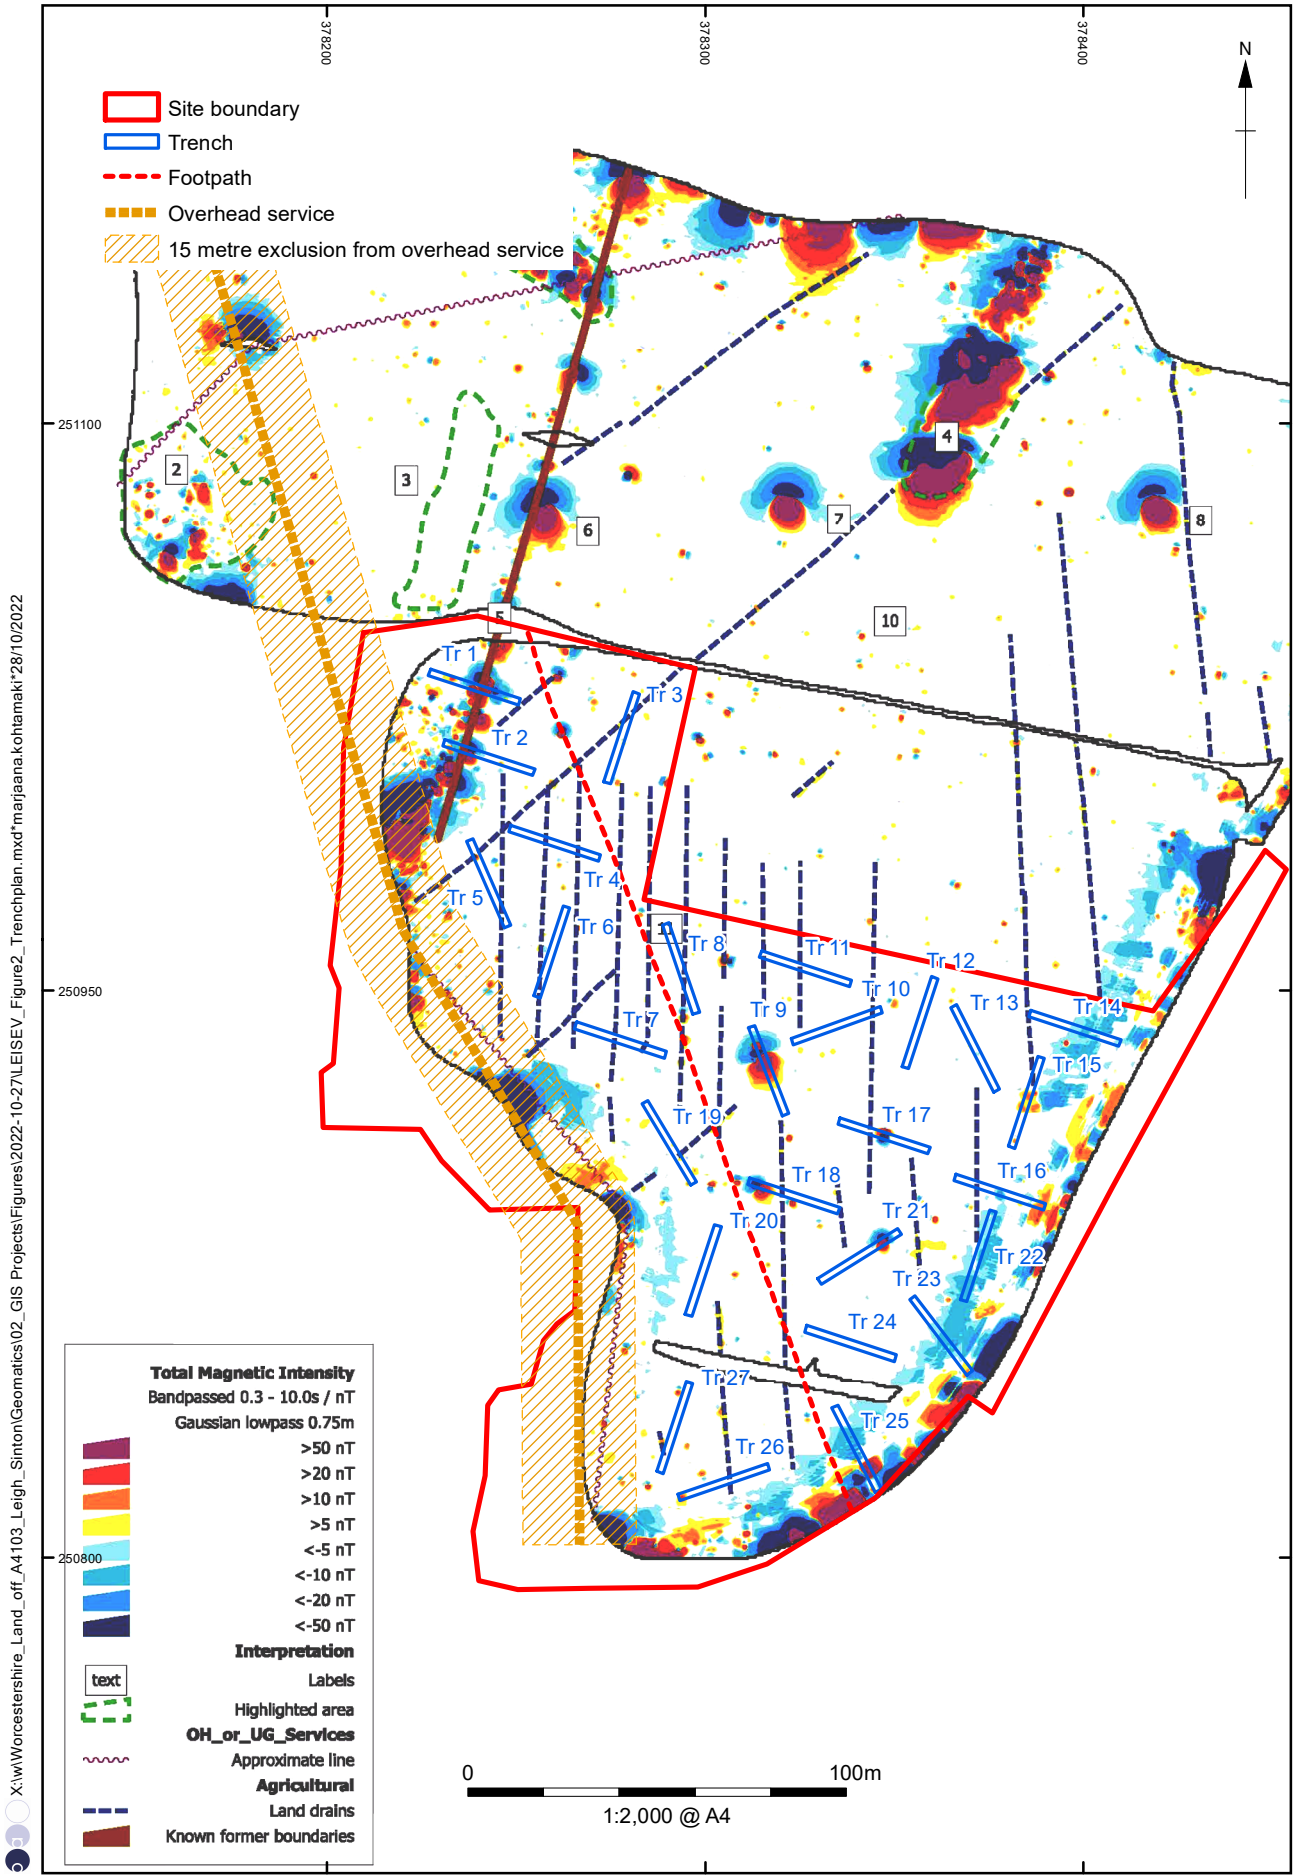 378200
378300
378400
N
Site boundary
Trench
Footpath
Overhead service
15 metre exclusion from overhead service
251100
250950
250800
2
3
4
5
6
7
8
10
11
Tr 1
Tr 2
Tr 3
Tr 4
Tr 5
Tr 6
Tr 7
Tr 8
Tr 9
Tr 10
Tr 11
Tr 12
Tr 13
Tr 14
Tr 15
Tr 16
Tr 17
Tr 18
Tr 19
Tr 20
Tr 21
Tr 22
Tr 23
Tr 24
Tr 25
Tr 26
Tr 27
Total Magnetic Intensity
Bandpassed 0.3 - 10.0s / nT
Gaussian lowpass 0.75m
>50 nT
>20 nT
>10 nT
>5 nT
<-5 nT
<-10 nT
<-20 nT
<-50 nT
Interpretation
text Labels
Highlighted area
OH_or_UG_Services
Approximate line
Agricultural
Land drains
Known former boundaries
0 100m
1:2,000 @ A4
X:\w\Worcestershire_Land_off_A4103_Leigh_Sinton\Geomatics\02_GIS Projects\Figures\2022-10-27\LEISEV_Figure2_Trenchplan.mxd*marjaana.kohtamaki*28/10/2022